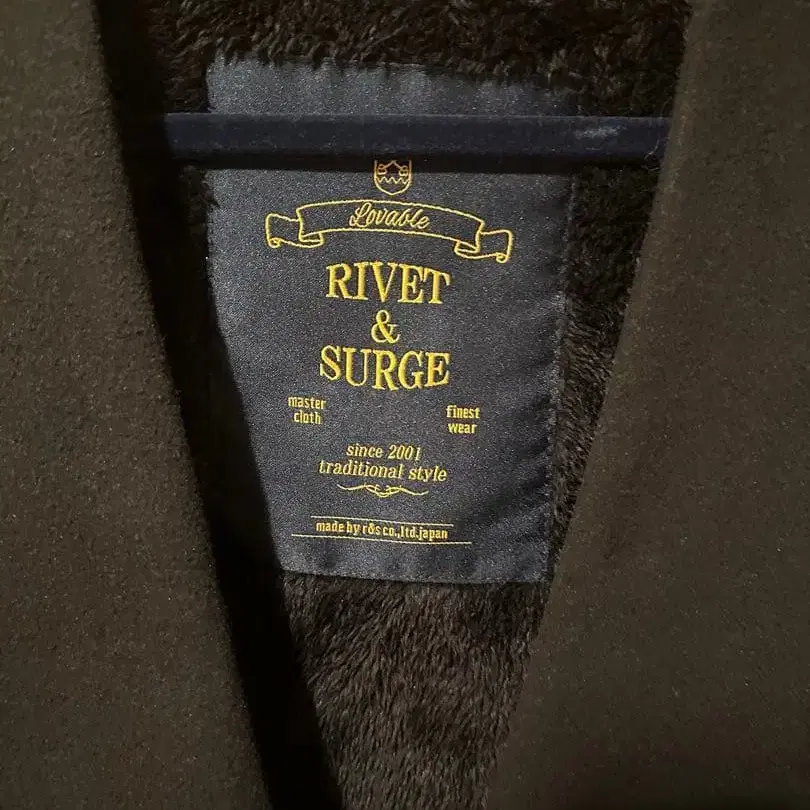 Lovable
RIVET
&
SURGE
master
cloth
finest
wear
since 2001
traditional style
made by r&s co.,ltd.japan